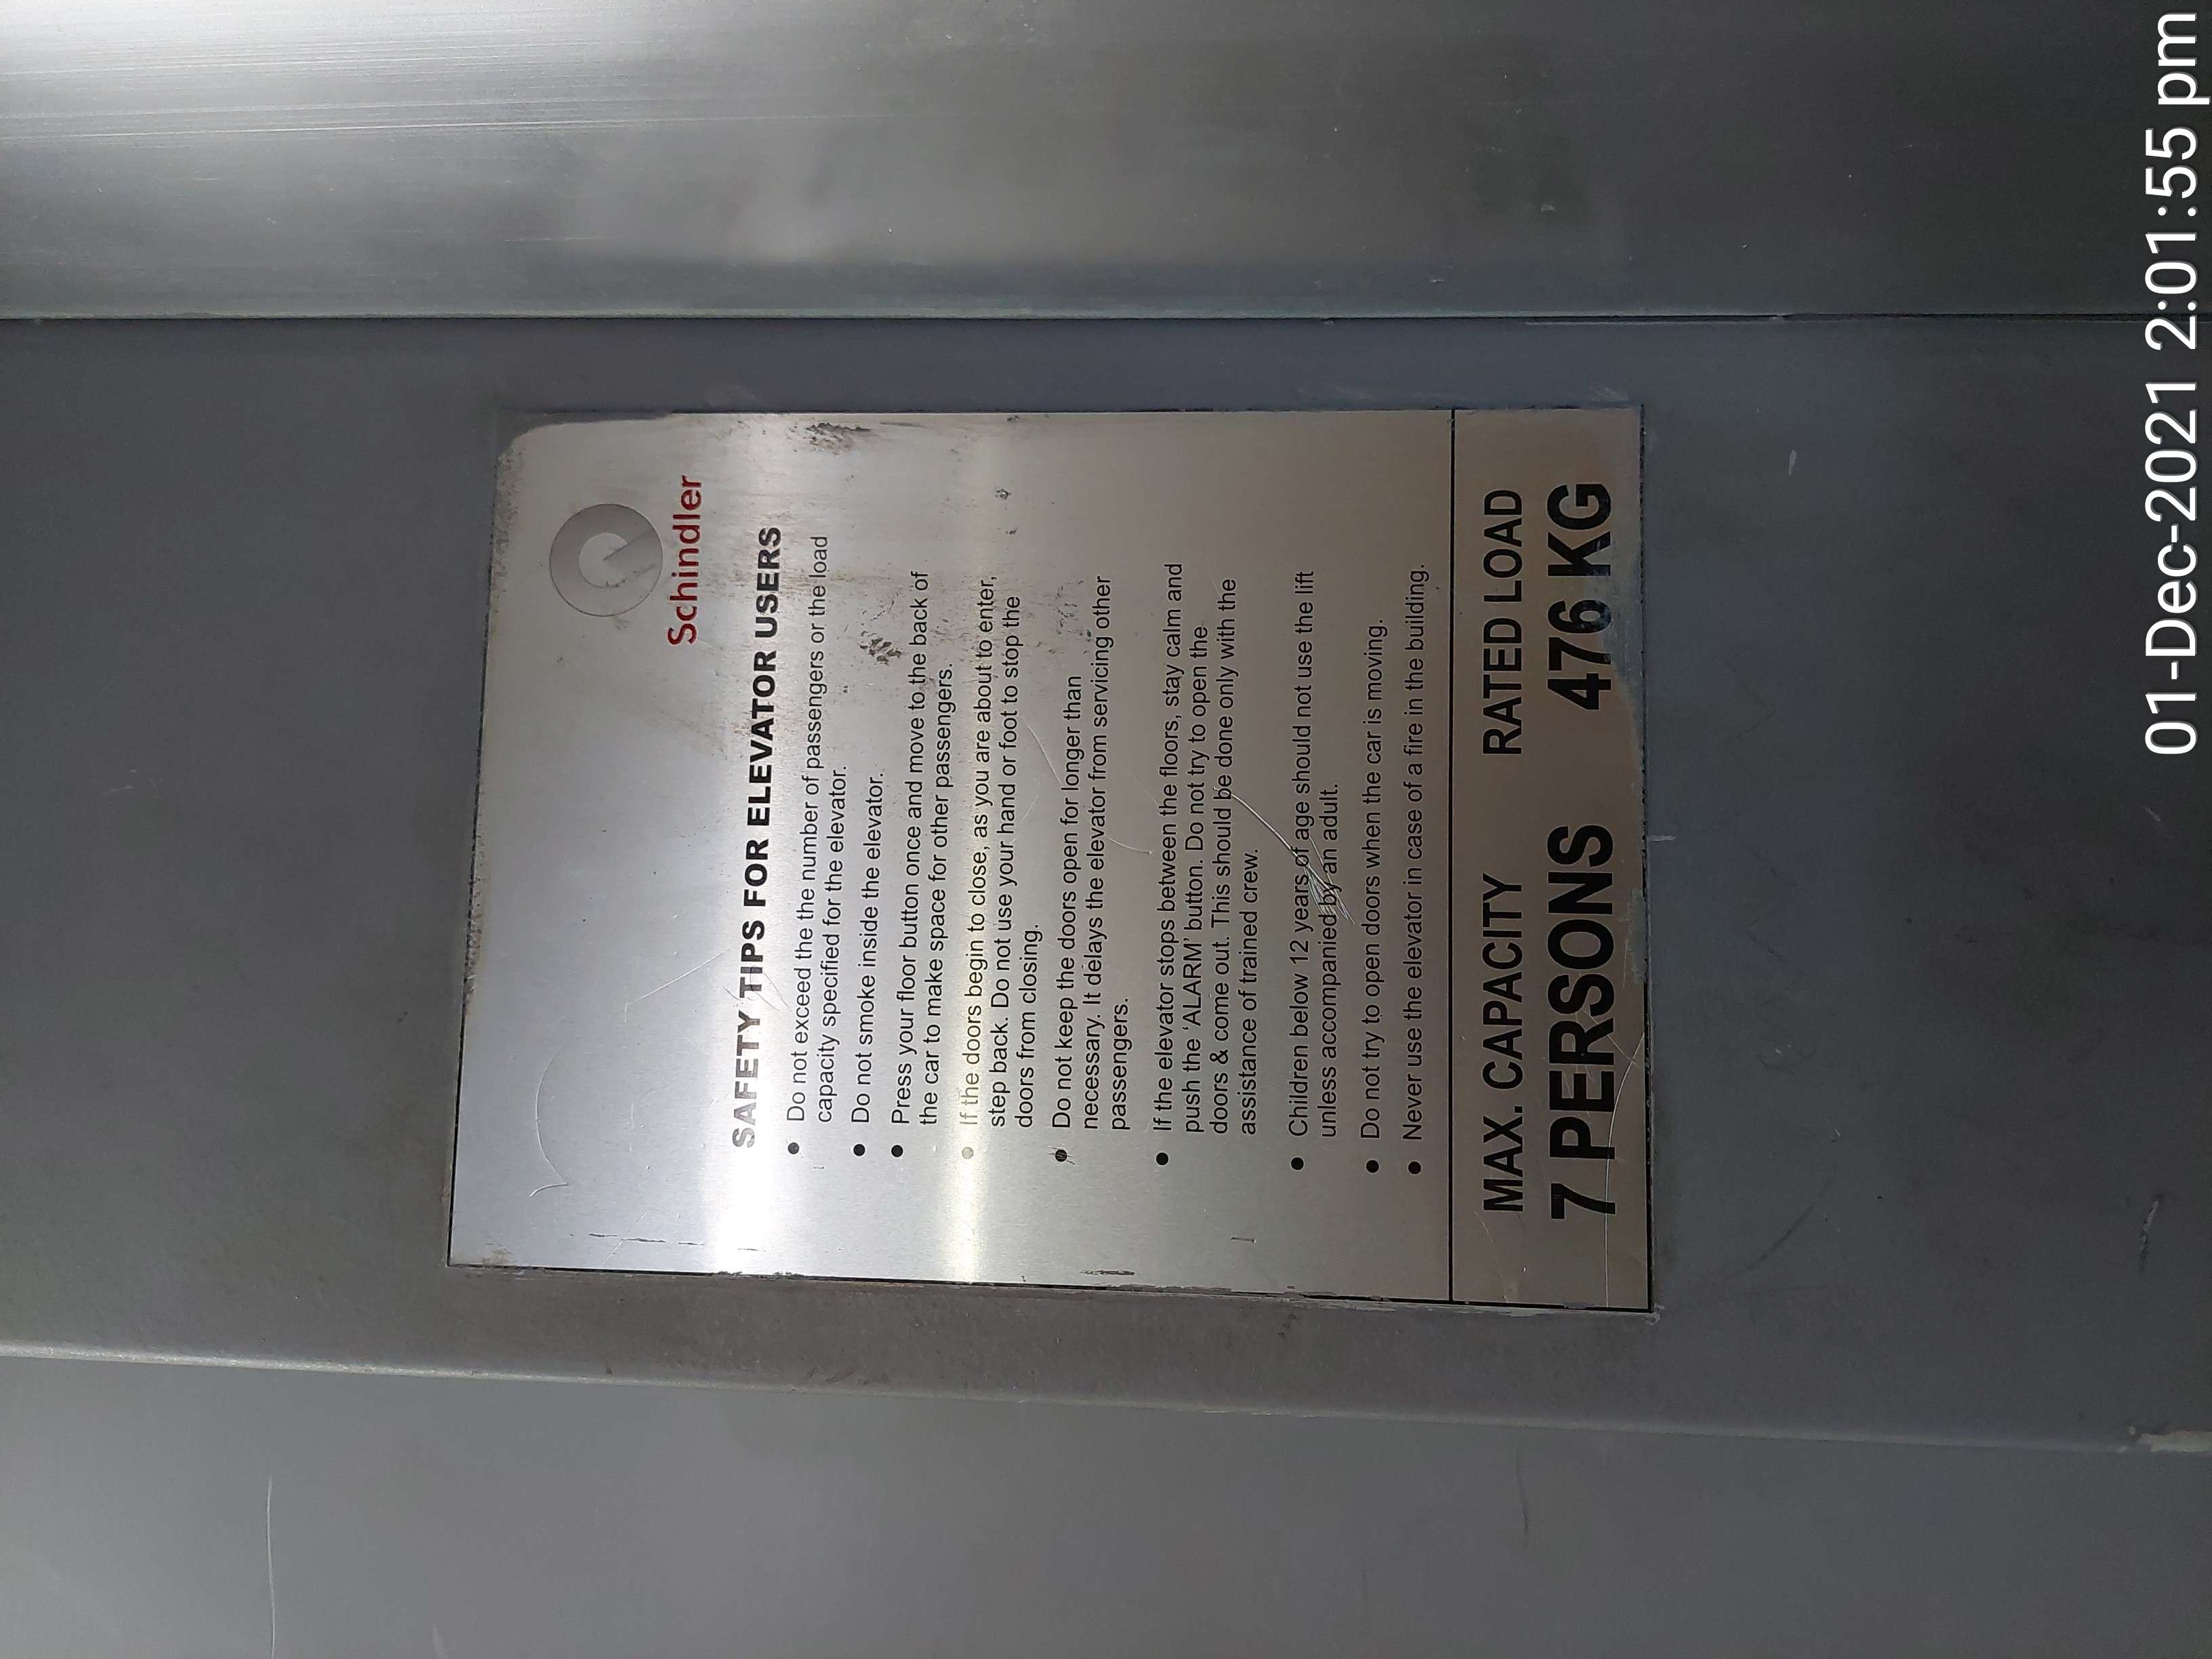 Schindler
SAFETY TIPS FOR ELEVATOR USERS
● Do not exceed the the number of passengers or the load
capacity specified for the elevator.
● Do not smoke inside the elevator.
● Press your floor button once and move to the back of
the car to make space for other passengers.
● If the doors begin to close, as you are about to enter,
step back. Do not use your hand or foot to stop the
doors from closing.
● Do not keep the doors open for longer than
necessary. It delays the elevator from servicing other
passengers.
● If the elevator stops between the floors, stay calm and
push the ‘ALARM’ button. Do not try to open the
doors & come out. This should be done only with the
assistance of trained crew.
● Children below 12 years of age should not use the lift
unless accompanied by an adult.
● Do not try to open doors when the car is moving.
● Never use the elevator in case of a fire in the building.
MAX. CAPACITY RATED LOAD
7 PERSONS 476 KG
01-Dec-2021 2:01:55 pm